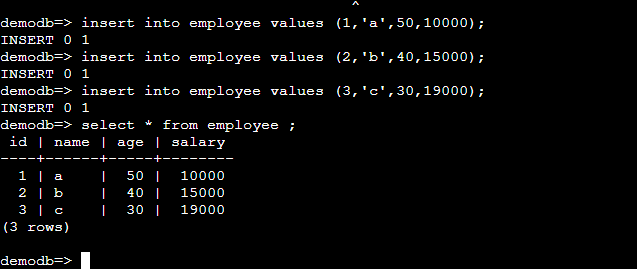 ^
demodb=> insert into employee values (1,'a',50,10000);
INSERT 0 1
demodb=> insert into employee values (2,'b',40,15000);
INSERT 0 1
demodb=> insert into employee values (3,'c',30,19000);
INSERT 0 1
demodb=> select * from employee ;
 id | name | age | salary
----+------+-----+--------
  1 | a    |  50 |  10000
  2 | b    |  40 |  15000
  3 | c    |  30 |  19000
(3 rows)
demodb=>